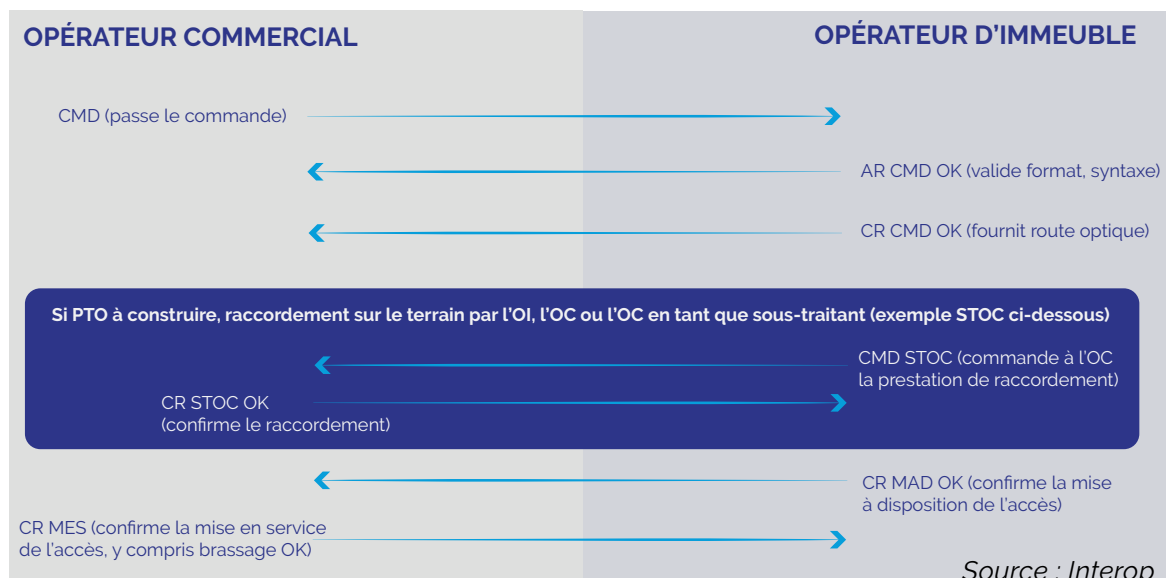 OPÉRATEUR COMMERCIAL
OPÉRATEUR D'IMMEUBLE
CMD (passe le commande)
AR CMD OK (valide format, syntaxe)
CR CMD OK (fournit route optique)
Si PTO à construire, raccordement sur le terrain par l'OI, l'OC ou l'OC en tant que sous-traitant (exemple STOC ci-dessous)
CMD STOC (commande à l'OC
la prestation de raccordement)
CR STOC OK
(confirme le raccordement)
CR MAD OK (confirme la mise
à disposition de l'accès)
CR MES (confirme la mise en service
de l'accès, y compris brassage OK)
Source : Interop